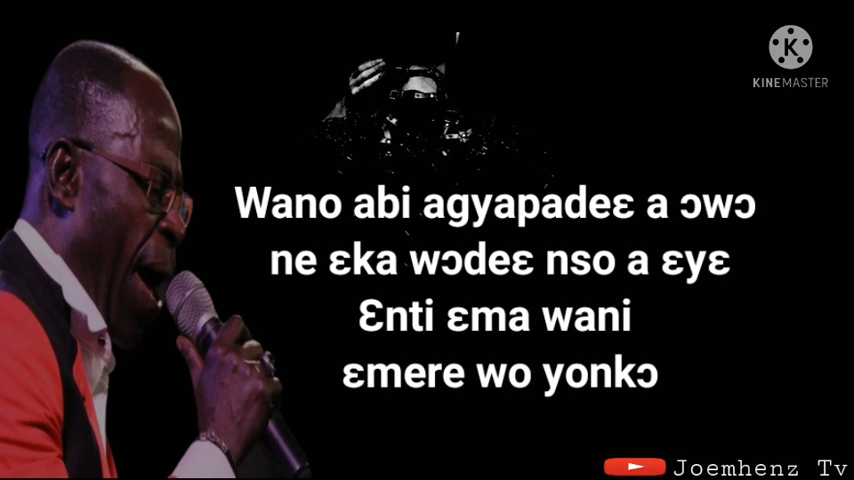 KINEMASTER
Wano abi agyapadeɛ a ɔwɔ
ne ɛka wɔdeɛ nso a ɛyɛ
Ɛnti ɛma wani
ɛmere wo yonkɔ
Joemhenz Tv